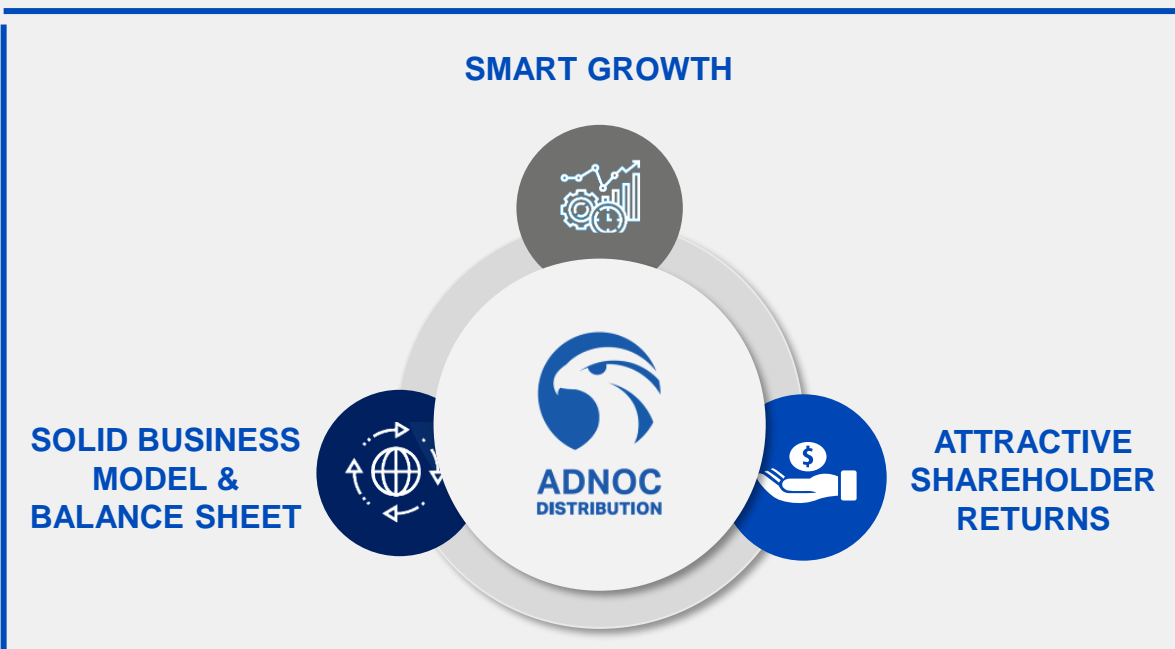 SMART GROWTH
SOLID BUSINESS
MODEL &
BALANCE SHEET
$
ADNOC
DISTRIBUTION
ATTRACTIVE
SHAREHOLDER
RETURNS